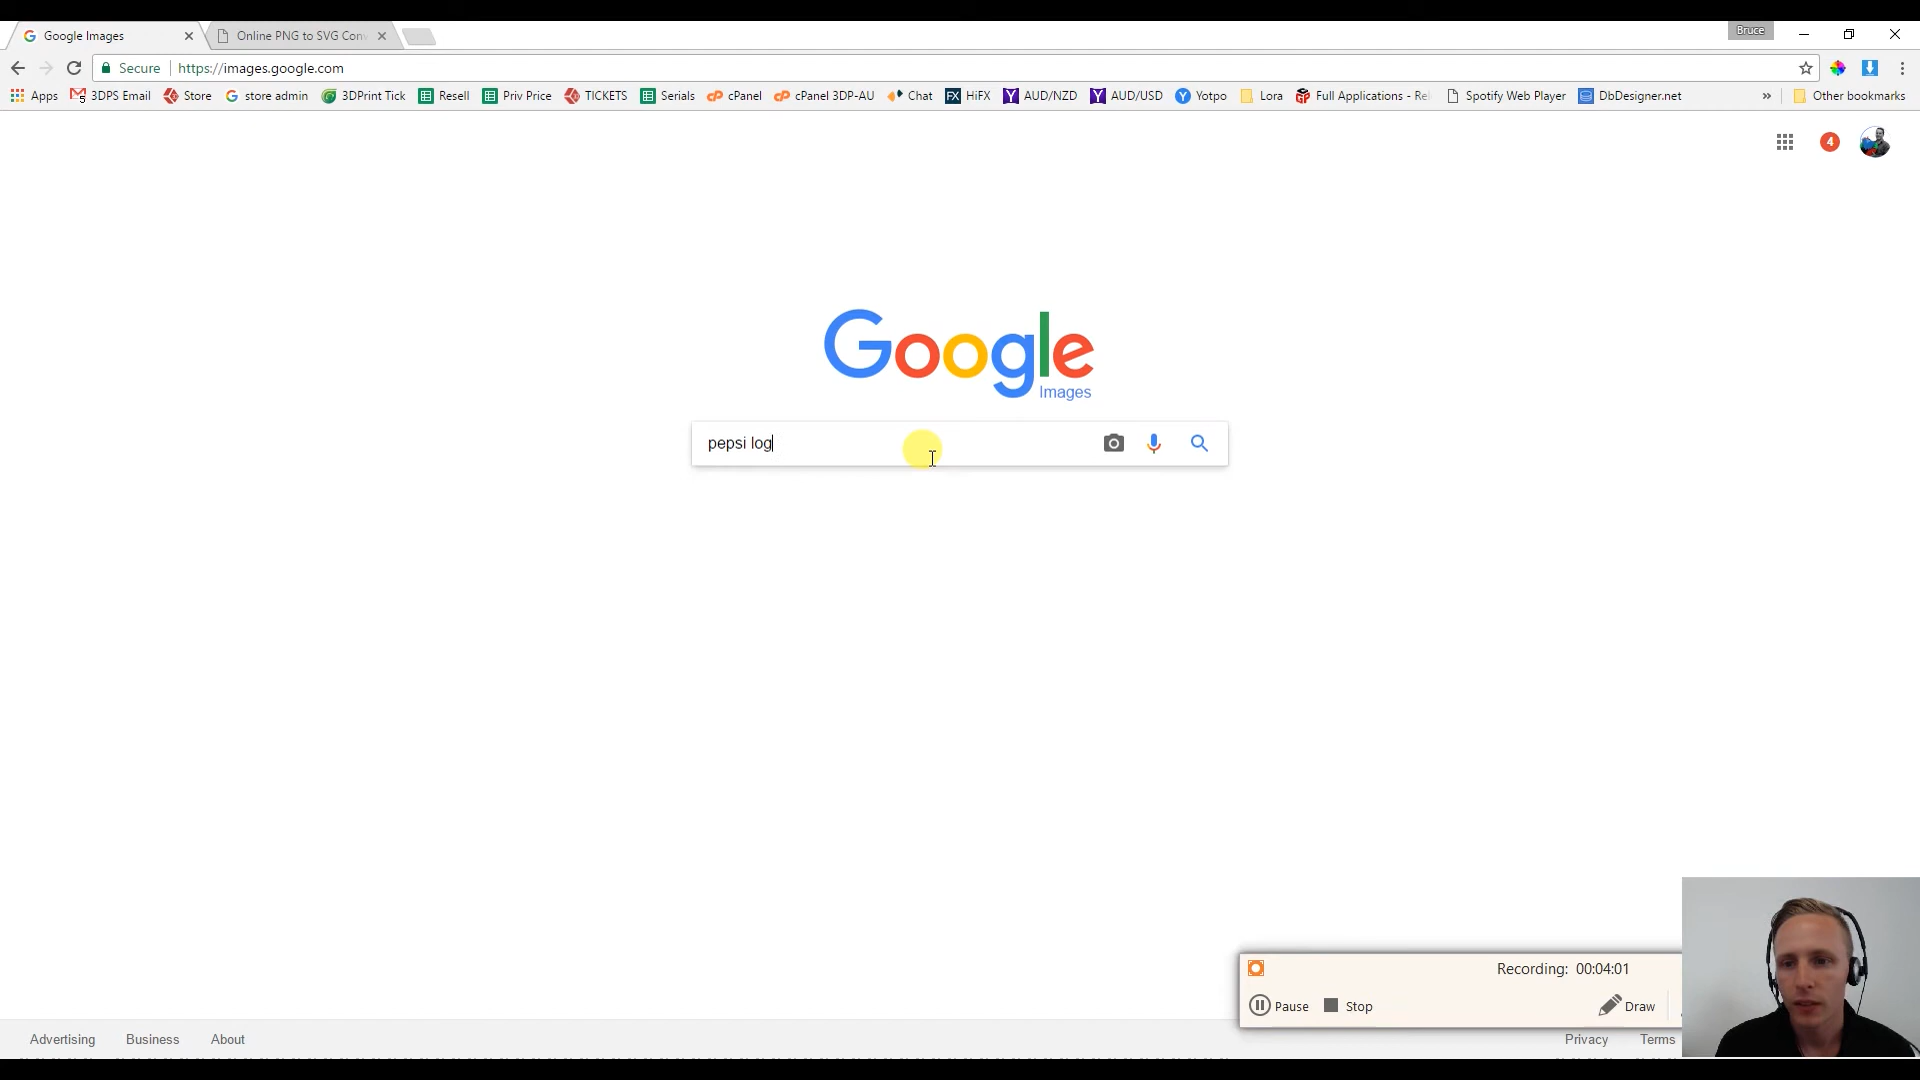 Google Images
Online PNG to SVG Conv
Bruce
Secure
https://images.google.com
Apps
3DPS Email
Store
store admin
3DPrint Tick
Resell
Priv Price
TICKETS
Serials
cPanel
cPanel 3DP-AU
Chat
HiFX
AUD/NZD
AUD/USD
Yotpo
Lora
Full Applications - Re
Spotify Web Player
DbDesigner.net
»
Other bookmarks
4
Google
Images
pepsi log
Recording: 00:04:01
Pause
Stop
Draw
Advertising
Business
About
Privacy
Terms